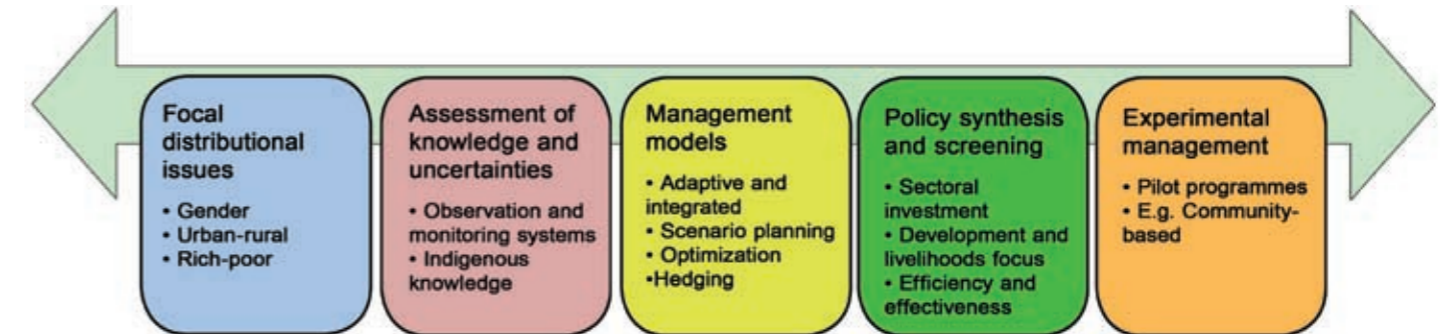 Focal
distributional
issues
• Gender
• Urban-rural
• Rich-poor
Assessment of
knowledge and
uncertainties
• Observation and
monitoring systems
• Indigenous
knowledge
Management
models
• Adaptive and
integrated
• Scenario planning
• Optimization
•Hedging
Policy synthesis
and screening
• Sectoral
investment
• Development and
livelihoods focus
• Efficiency and
effectiveness
Experimental
management
• Pilot programmes
• E.g. Community-
based